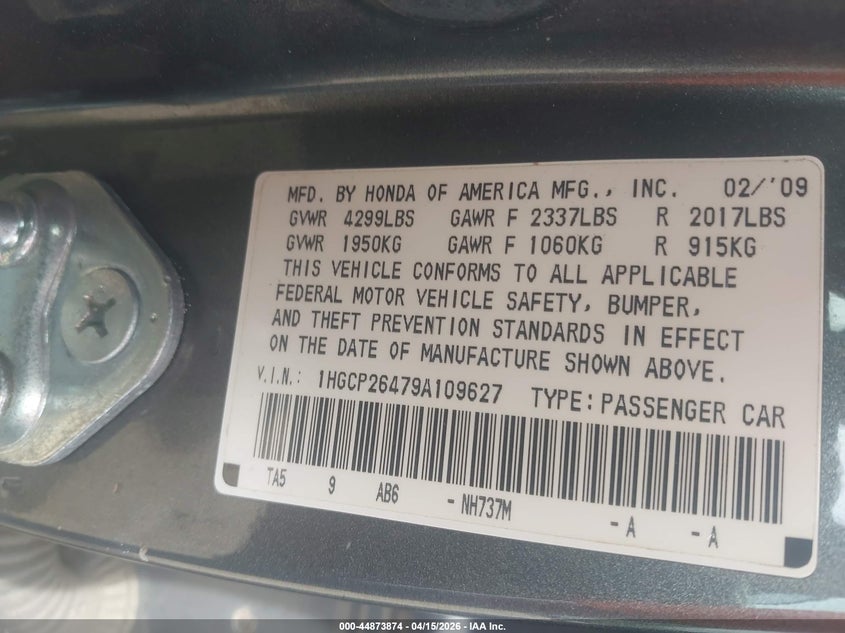 MFD. BY HONDA OF AMERICA MFG., INC. 02/'09
GVWR 4299LBS GAWR F 2337LBS R 2017LBS
GVWR 1950KG GAWR F 1060KG R 915KG
THIS VEHICLE CONFORMS TO ALL APPLICABLE
FEDERAL MOTOR VEHICLE SAFETY, BUMPER,
AND THEFT PREVENTION STANDARDS IN EFFECT
ON THE DATE OF MANUFACTURE SHOWN ABOVE.
V.I.N.: 1HGCP26479A109627 TYPE: PASSENGER CAR
TA5 9 AB6 - NH737M - A - A
000-44873874 - 04/15/2026 - IAA Inc.